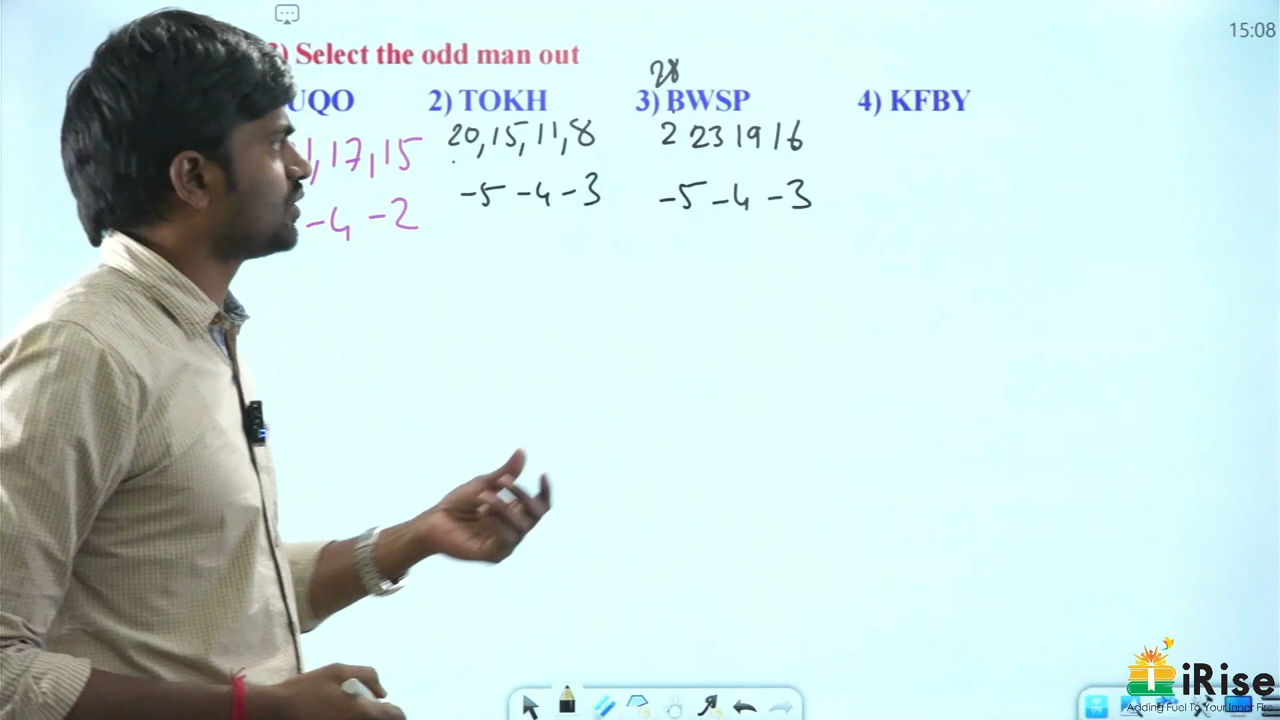 15:08
) Select the odd man out
28
UQO 2) TOKH 3) BWSP 4) KFBY
,17,15 20,15,11,8 2 23 19 16
-4 -2 -5 -4 -3 -5 -4 -3
iRise
Adding Fuel To Your Inner Fire